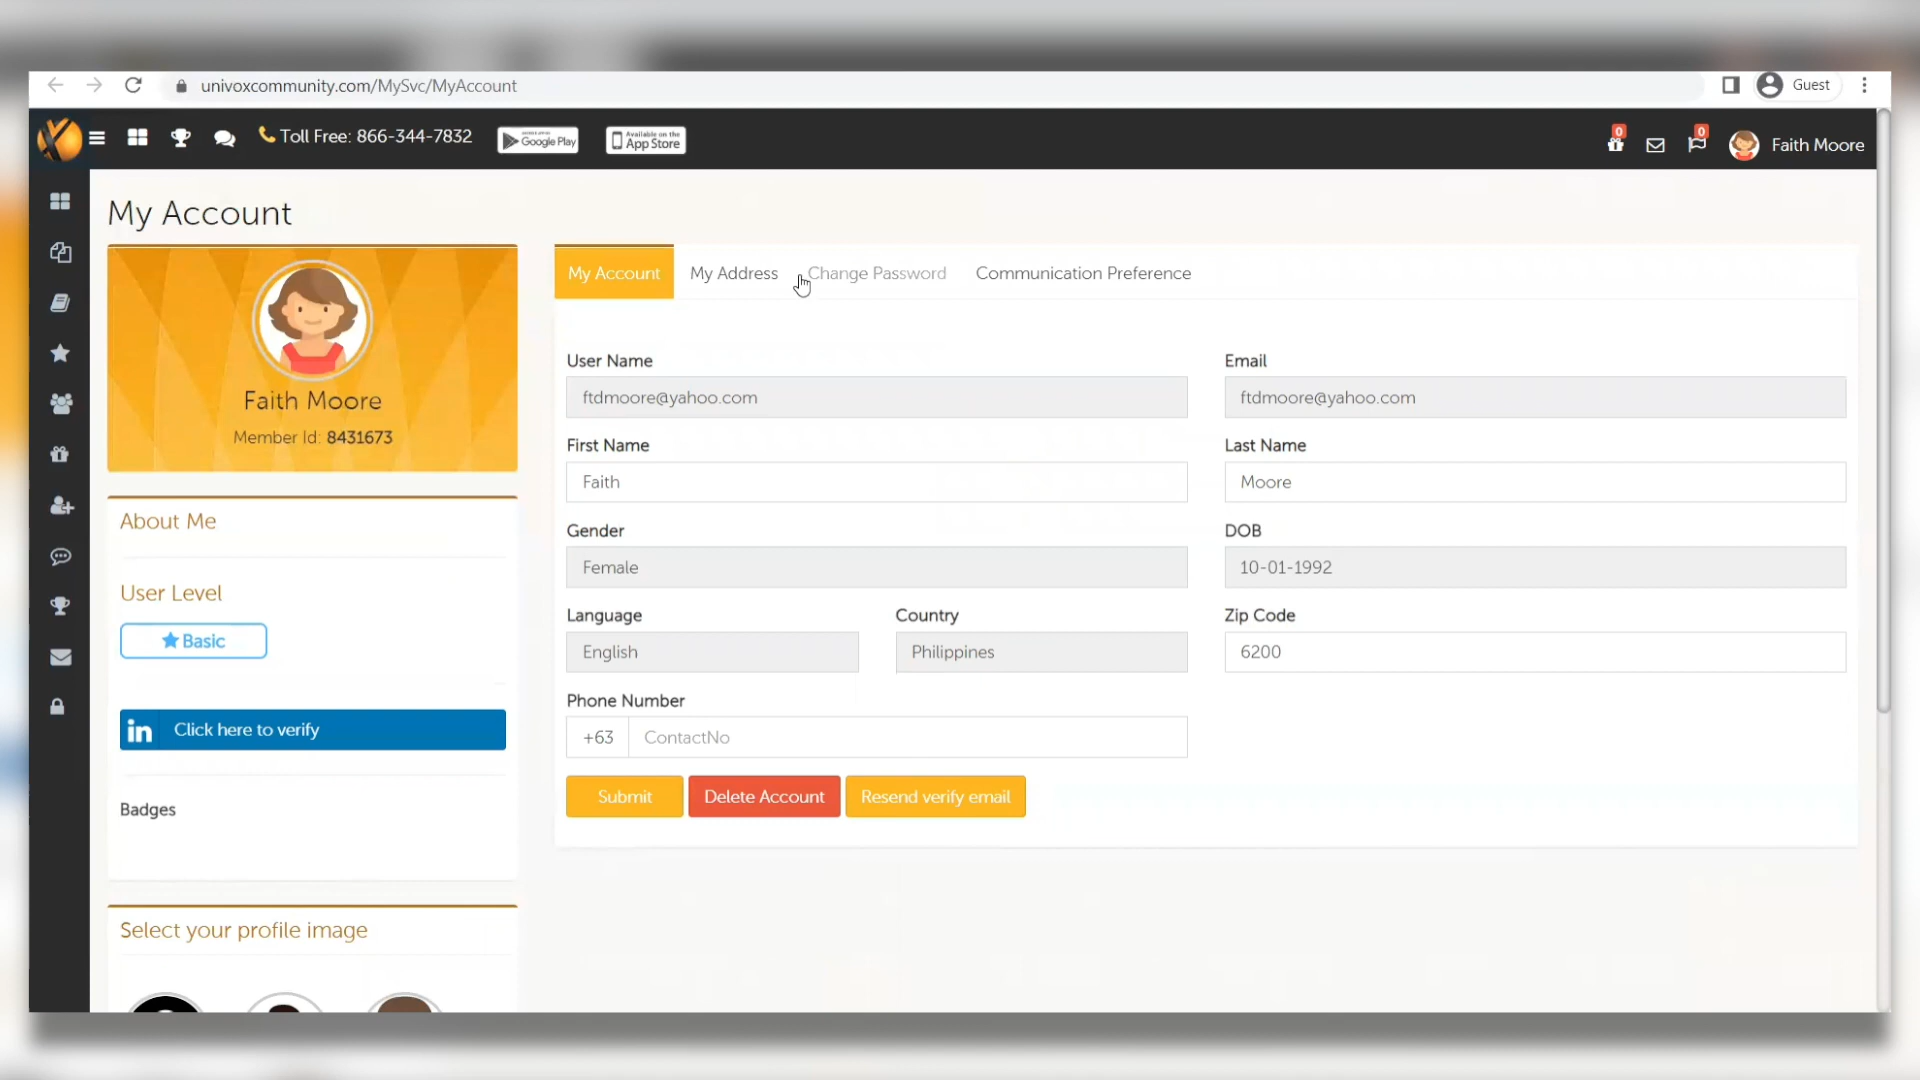 univoxcommunity.com/MySvc/MyAccount
Guest
Toll Free: 866-344-7832
Google Play
Available on the
App Store
0
0
Faith Moore
My Account
Faith Moore
Member Id: 8431673
About Me
User Level
Basic
in Click here to verify
Badges
Select your profile image
My Account My Address Change Password Communication Preference
User Name
ftdmoore@yahoo.com
Email
ftdmoore@yahoo.com
First Name
Faith
Last Name
Moore
Gender
Female
DOB
10-01-1992
Language
English
Country
Philippines
Zip Code
6200
Phone Number
+63 ContactNo
Submit Delete Account Resend verify email